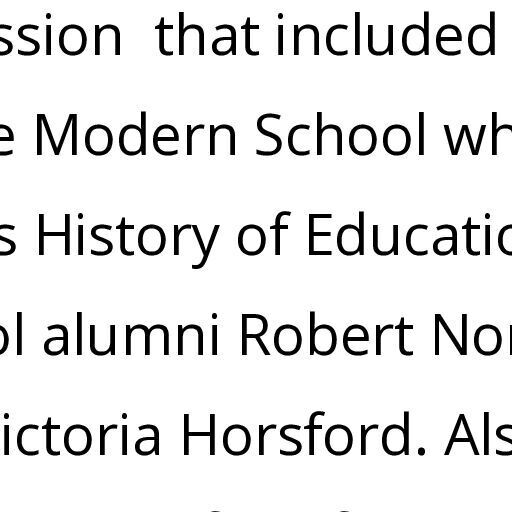 ssion  that included
e Modern School wh
s History of Educatio
ol alumni Robert Nor
ictoria Horsford. Als